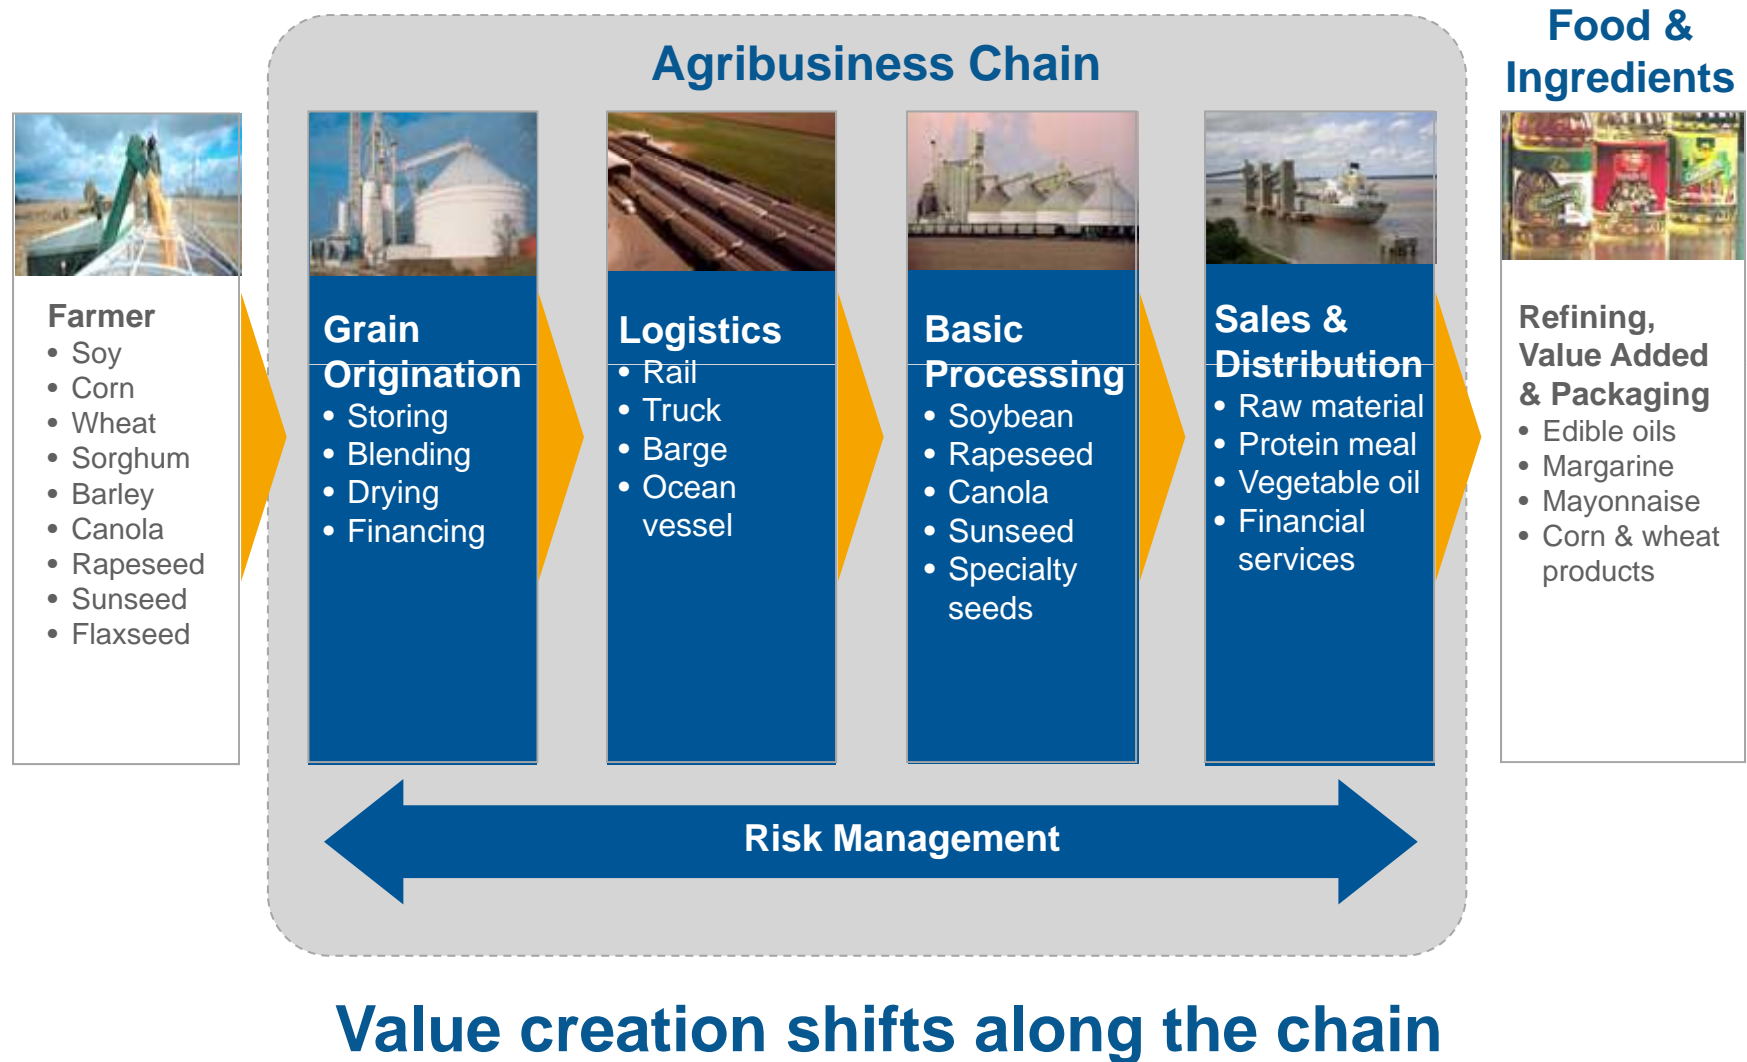 Agribusiness Chain
Food &
Ingredients
Farmer
• Soy
• Corn
• Wheat
• Sorghum
• Barley
• Canola
• Rapeseed
• Sunseed
• Flaxseed
Grain
Origination
• Storing
• Blending
• Drying
• Financing
Logistics
• Rail
• Truck
• Barge
• Ocean
vessel
Basic
Processing
• Soybean
• Rapeseed
• Canola
• Sunseed
• Specialty
seeds
Sales &
Distribution
• Raw material
• Protein meal
• Vegetable oil
• Financial
services
Refining,
Value Added
& Packaging
• Edible oils
• Margarine
• Mayonnaise
• Corn & wheat
products
Risk Management
Value creation shifts along the chain